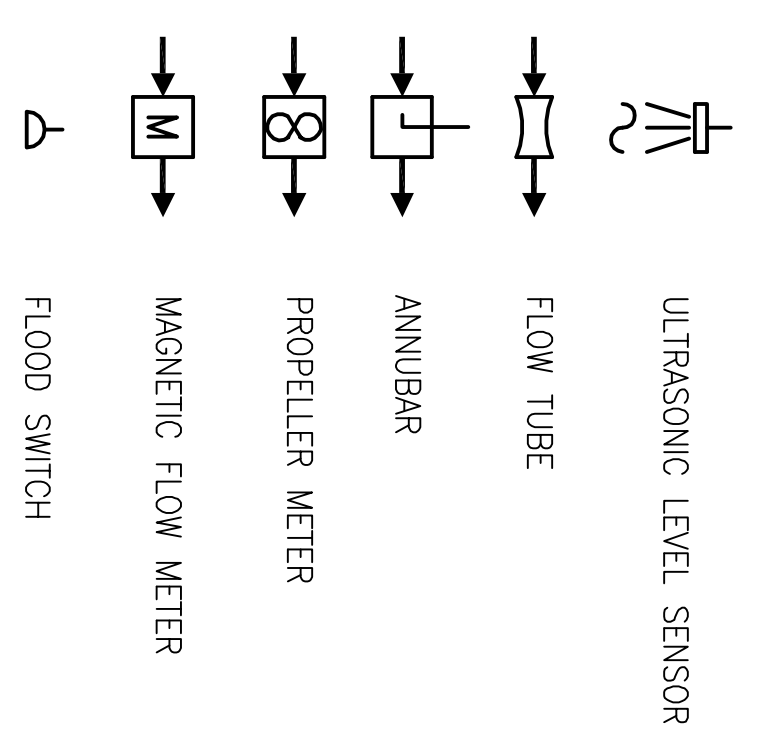 ULTRASONIC LEVEL SENSOR
FLOW TUBE
ANNUBAR
PROPELLER METER
M
MAGNETIC FLOW METER
FLOOD SWITCH